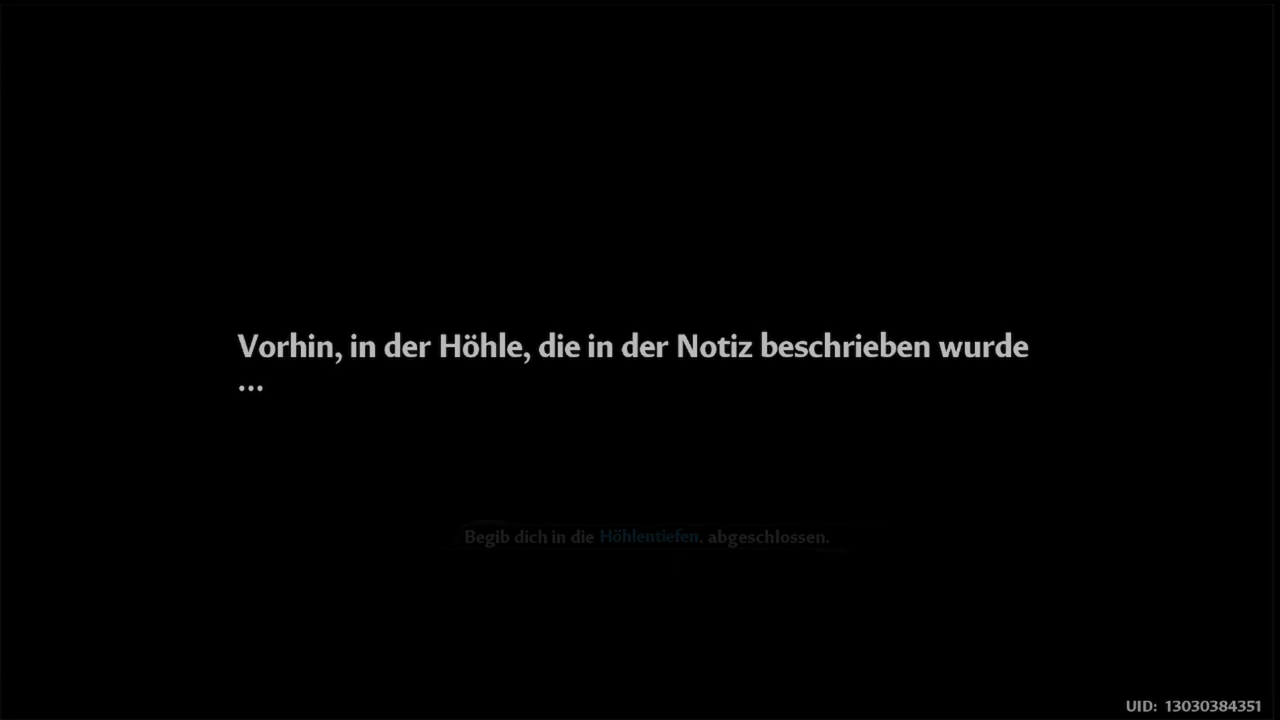 Vorhin, in der Höhle, die in der Notiz beschrieben wurde
...
Begib dich in die Höhlentiefen. abgeschlossen.
UID: 13030384351